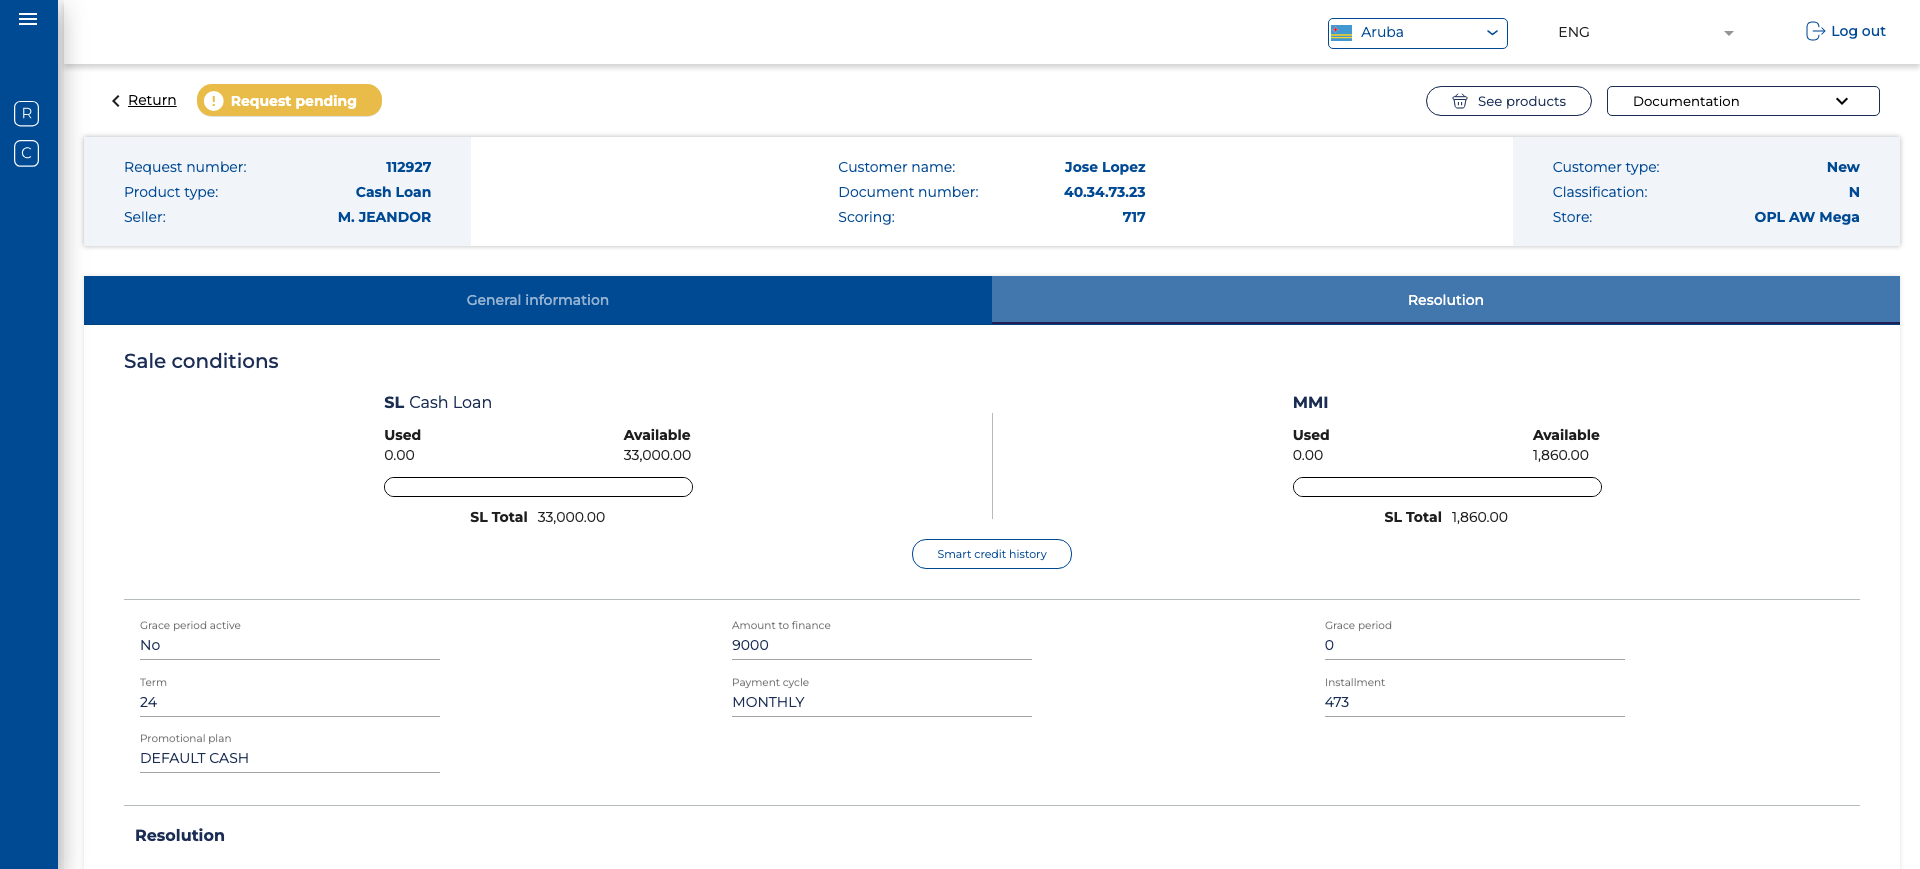 Aruba
ENG
Log out
Return
Request pending
See products
Documentation
R
C
Request number: 112927
Product type: Cash Loan
Seller: M. JEANDOR
Customer name: Jose Lopez
Document number: 40.34.73.23
Scoring: 717
Customer type: New
Classification: N
Store: OPL AW Mega
General information
Resolution
Sale conditions
SL Cash Loan
Used Available
0.00 33,000.00
SL Total 33,000.00
MMI
Used Available
0.00 1,860.00
SL Total 1,860.00
Smart credit history
Grace period active
No
Amount to finance
9000
Grace period
0
Term
24
Payment cycle
MONTHLY
Installment
473
Promotional plan
DEFAULT CASH
Resolution